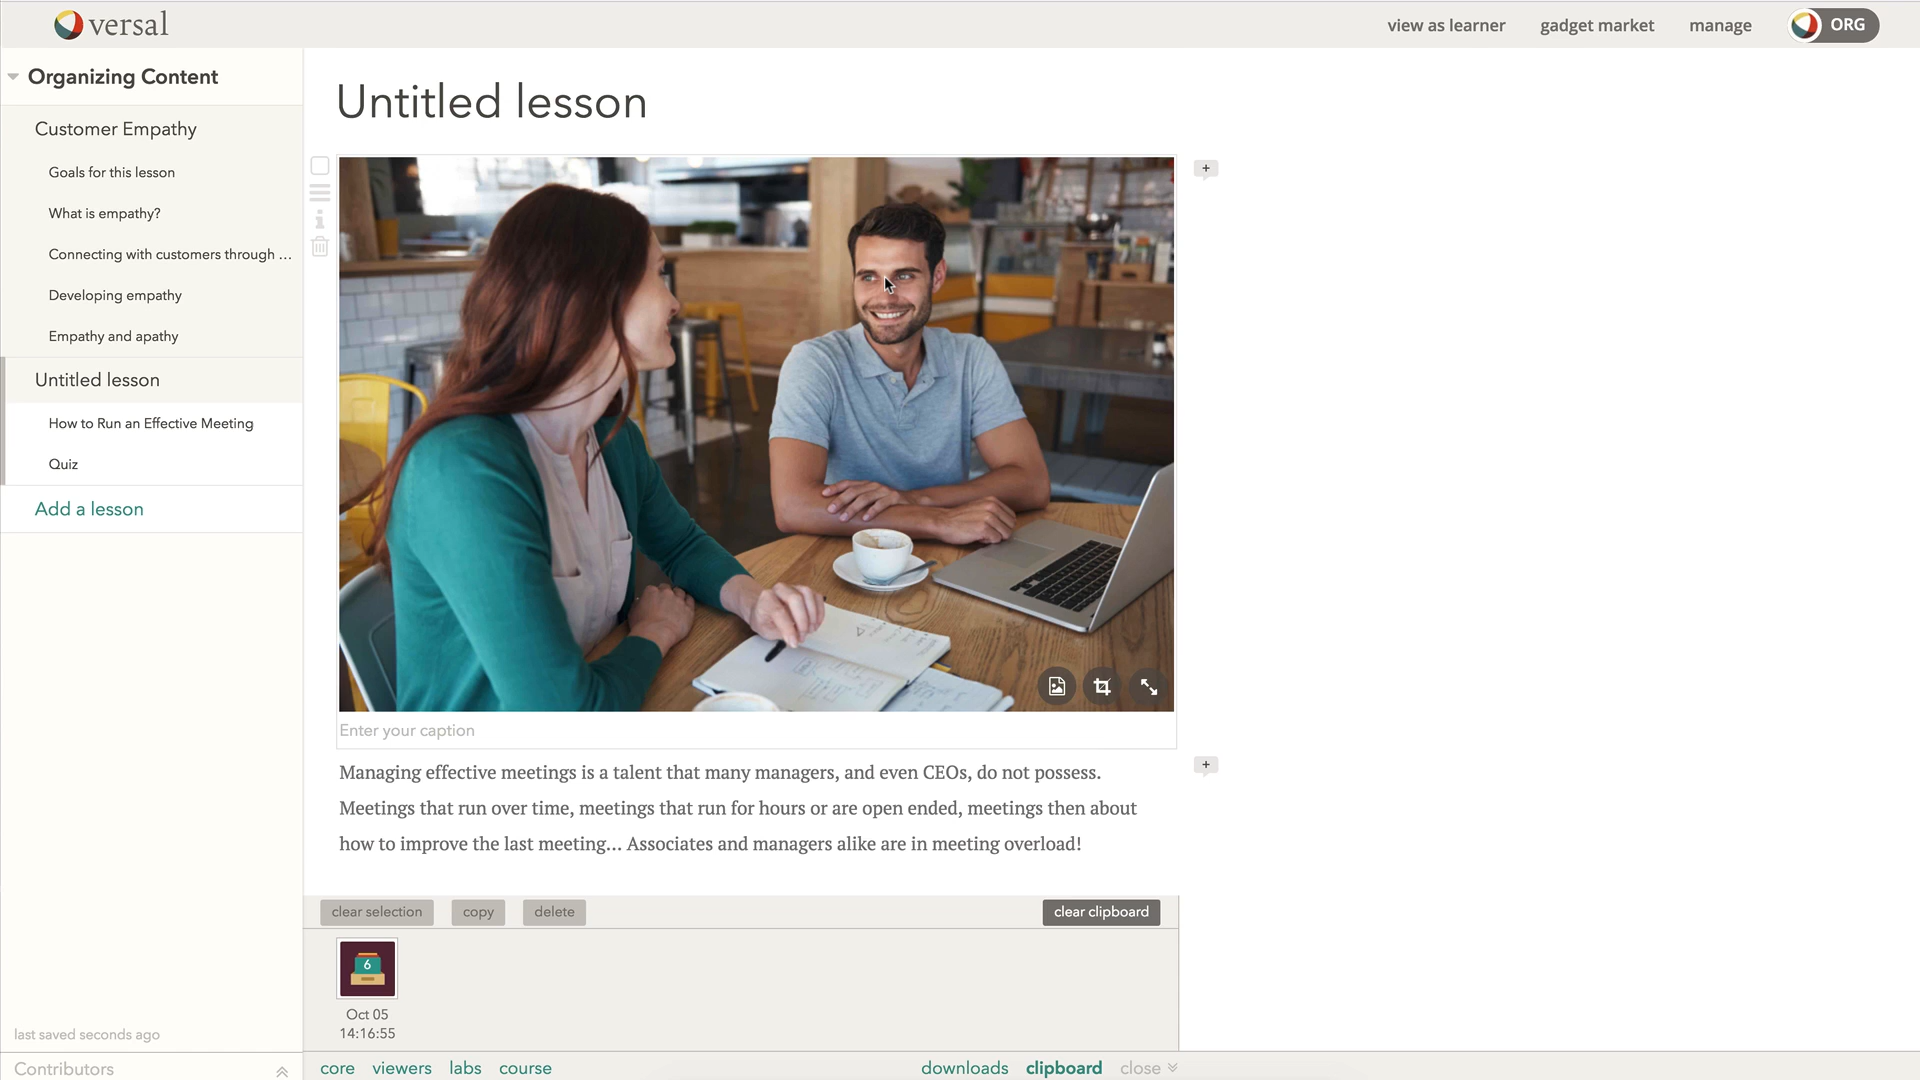 versal
view as learner
gadget market
manage
ORG
Organizing Content
Customer Empathy
Goals for this lesson
What is empathy?
Connecting with customers through ...
Developing empathy
Empathy and apathy
Untitled lesson
How to Run an Effective Meeting
Quiz
Add a lesson
last saved seconds ago
Contributors
Untitled lesson
Enter your caption
Managing effective meetings is a talent that many managers, and even CEOs, do not possess.
Meetings that run over time, meetings that run for hours or are open ended, meetings then about
how to improve the last meeting... Associates and managers alike are in meeting overload!
clear selection
copy
delete
clear clipboard
6
Oct 05
14:16:55
core
viewers
labs
course
downloads
clipboard
close